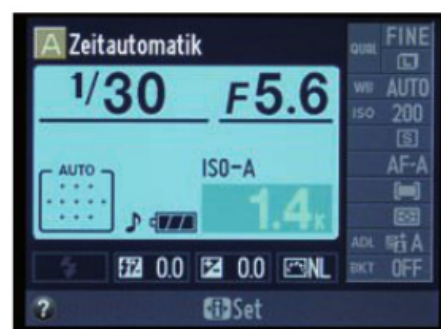 A Zeitautomatik
1/30 F5.6
AUTO
ISO-A
1.4K
0.0 0.0 NL
Set
?
QUAL FINE
L
WB AUTO
ISO 200
S
AF-A
ADL A
BKT OFF